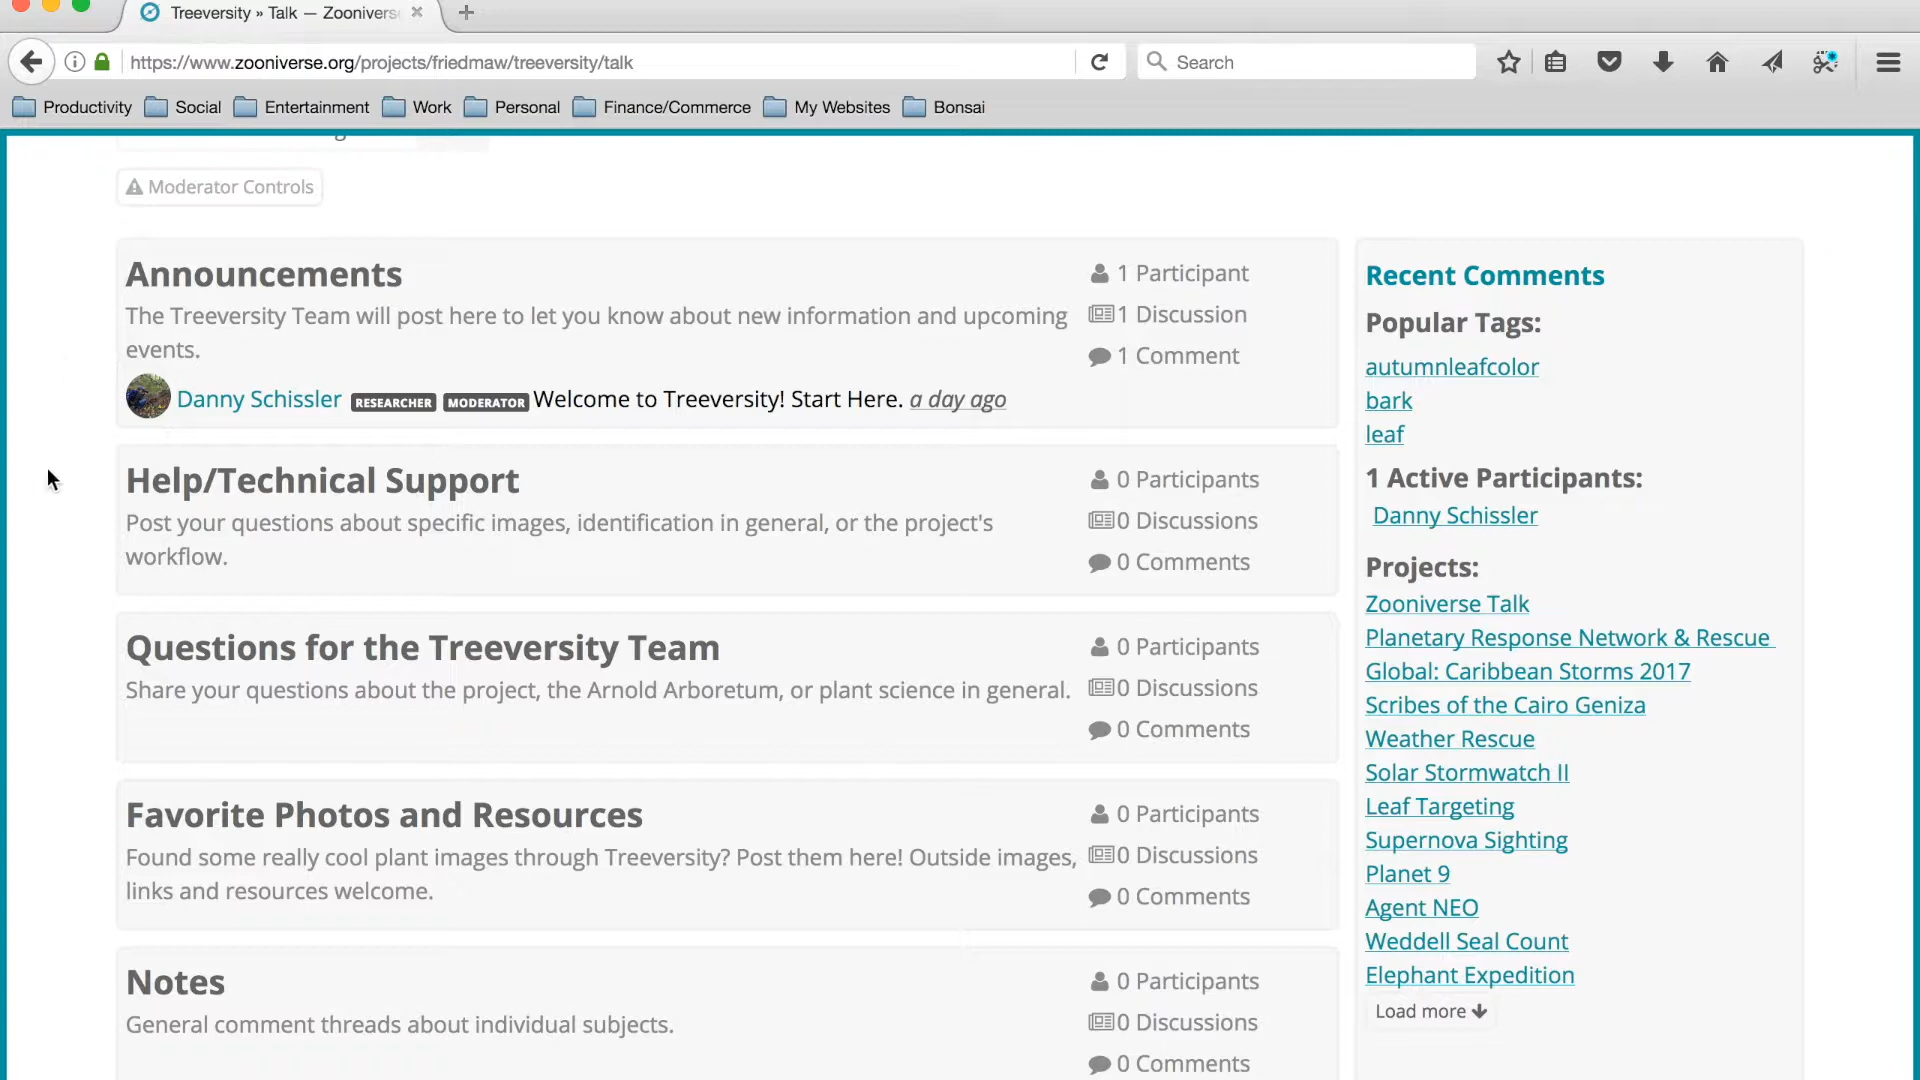 Treeversity » Talk — Zooniverse
https://www.zooniverse.org/projects/friedmaw/treeversity/talk
Search
Productivity Social Entertainment Work Personal Finance/Commerce My Websites Bonsai
Moderator Controls
Announcements
The Treeversity Team will post here to let you know about new information and upcoming
events.
Danny Schissler RESEARCHER MODERATOR Welcome to Treeversity! Start Here. a day ago
1 Participant
1 Discussion
1 Comment
Help/Technical Support
Post your questions about specific images, identification in general, or the project's
workflow.
0 Participants
0 Discussions
0 Comments
Questions for the Treeversity Team
Share your questions about the project, the Arnold Arboretum, or plant science in general.
0 Participants
0 Discussions
0 Comments
Favorite Photos and Resources
Found some really cool plant images through Treeversity? Post them here! Outside images,
links and resources welcome.
0 Participants
0 Discussions
0 Comments
Notes
General comment threads about individual subjects.
0 Participants
0 Discussions
0 Comments
Recent Comments
Popular Tags:
autumnleafcolor
bark
leaf
1 Active Participants:
Danny Schissler
Projects:
Zooniverse Talk
Planetary Response Network & Rescue
Global: Caribbean Storms 2017
Scribes of the Cairo Geniza
Weather Rescue
Solar Stormwatch II
Leaf Targeting
Supernova Sighting
Planet 9
Agent NEO
Weddell Seal Count
Elephant Expedition
Load more